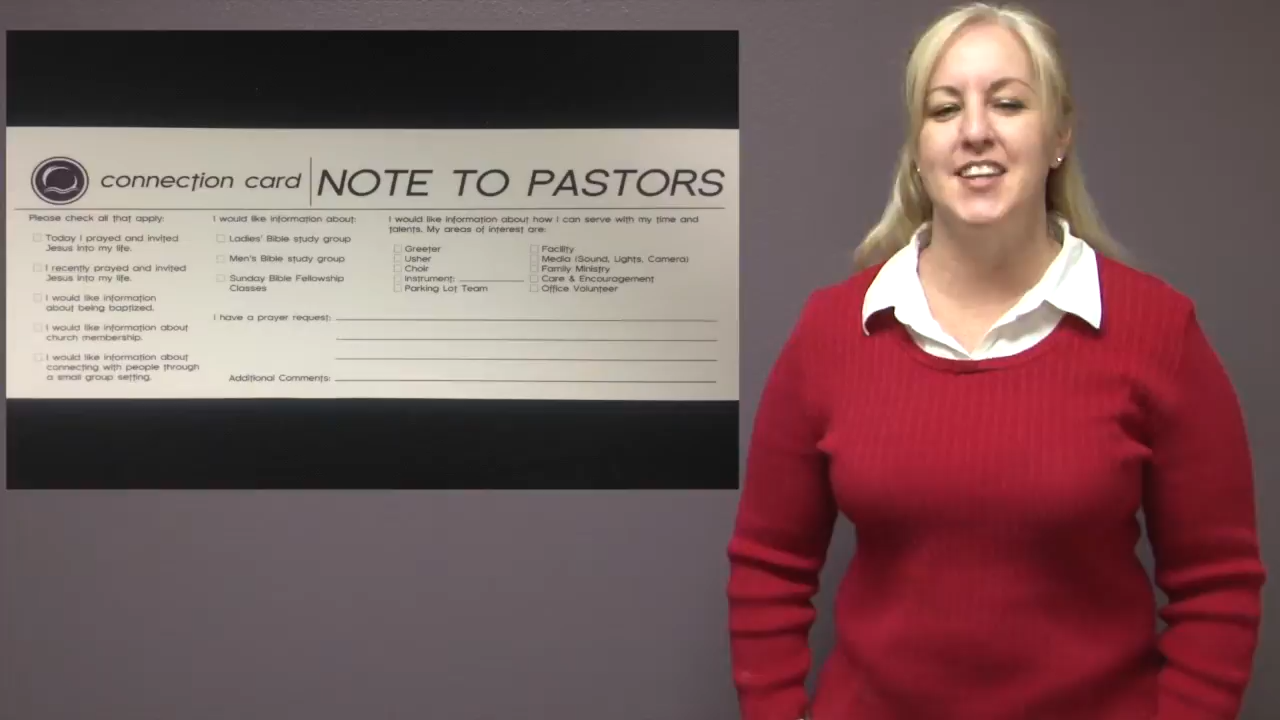 connection card NOTE TO PASTORS
Please check all that apply:
Today I prayed and invited
Jesus into my life.
I recently prayed and invited
Jesus into my life.
I would like information
about being baptized.
I would like information about
church membership.
I would like information about
connecting with people through
a small group setting.
I would like information about:
Ladies' Bible study group
Men's Bible study group
Sunday Bible Fellowship
Classes
I would like information about how I can serve with my time and
talents. My areas of interest are:
Greeter
Usher
Choir
Instrument:
Parking Lot Team
Facility
Media (Sound, Lights, Camera)
Family Ministry
Care & Encouragement
Office Volunteer
I have a prayer request:
Additional Comments: